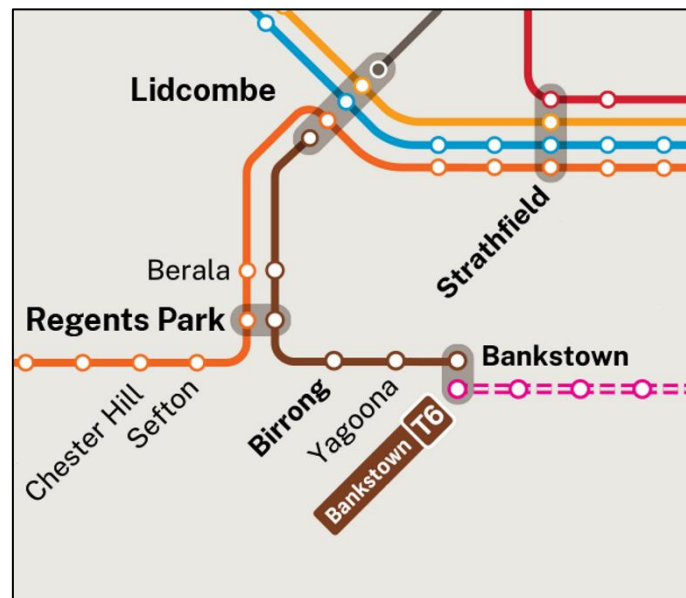 Lidcombe
Strathfield
Berala
Regents Park
Bankstown
Chester Hill
Sefton
Birrong
Yagoona
Bankstown T6